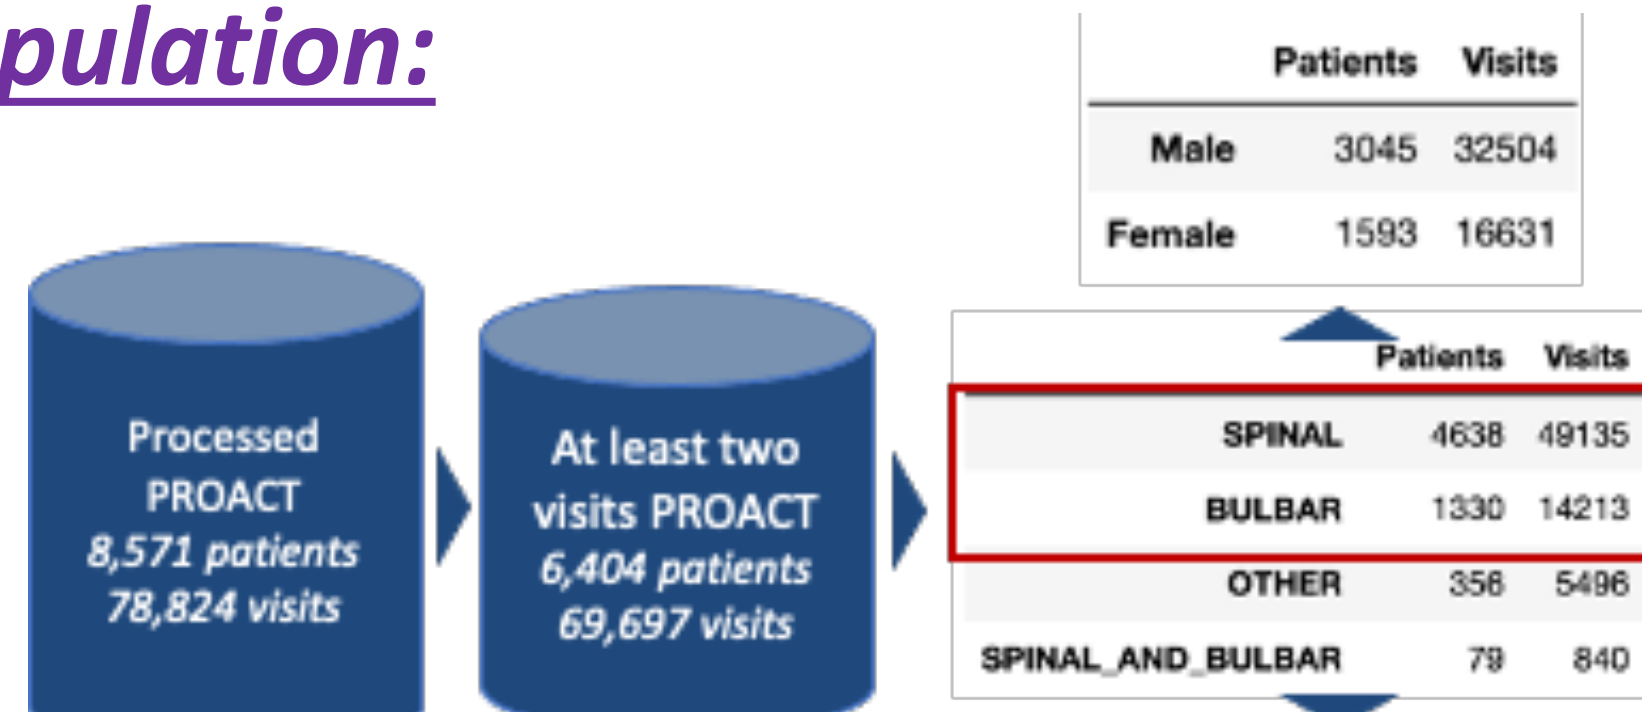 pulation:
Patients Visits
Male 3045 32504
Female 1593 16631
Processed
PROACT
8,571 patients
78,824 visits
At least two
visits PROACT
6,404 patients
69,697 visits
Patients Visits
SPINAL 4638 49135
BULBAR 1330 14213
OTHER 356 5496
SPINAL_AND_BULBAR 79 840